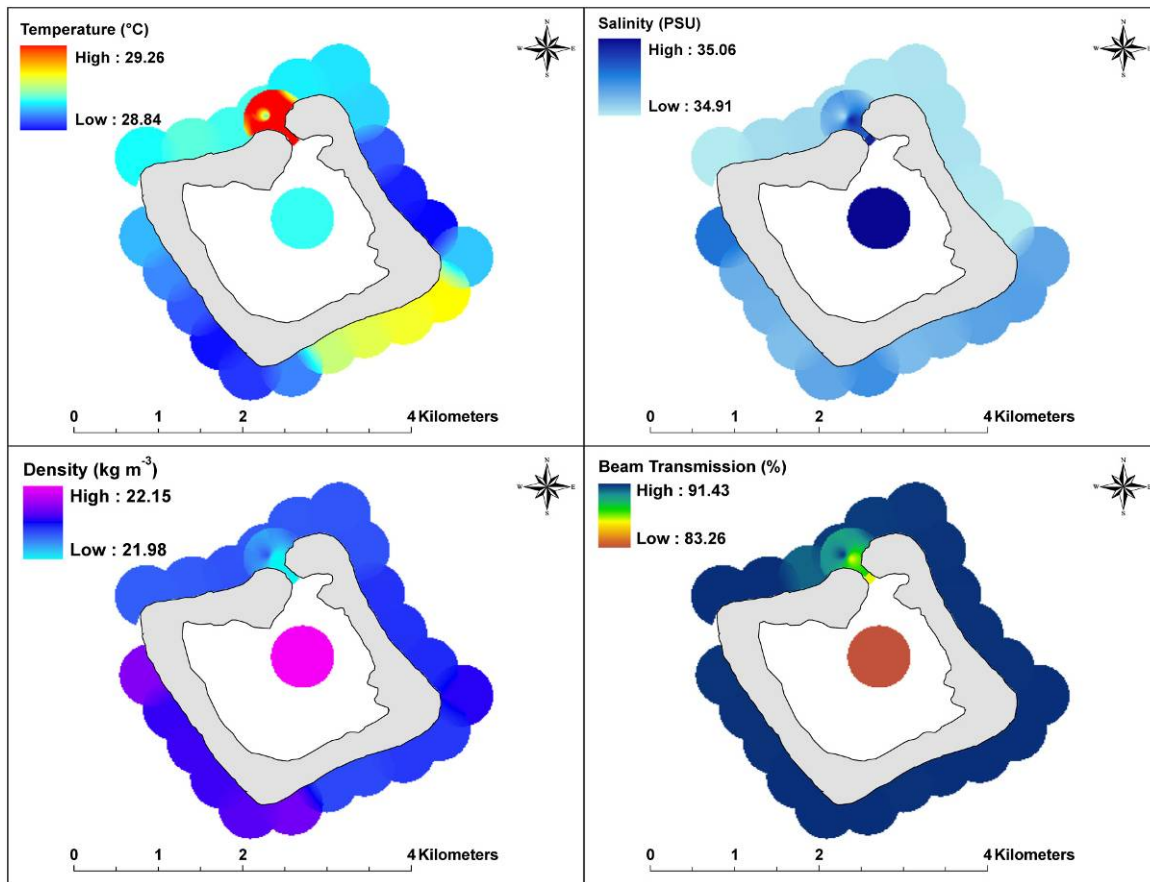 Temperature (°C)
High : 29.26
Low : 28.84
N
W E
S
0 1 2 4 Kilometers
Salinity (PSU)
High : 35.06
Low : 34.91
N
W E
S
0 1 2 4 Kilometers
Density (kg m⁻³)
High : 22.15
Low : 21.98
N
W E
S
0 1 2 4 Kilometers
Beam Transmission (%)
High : 91.43
Low : 83.26
N
W E
S
0 1 2 4 Kilometers